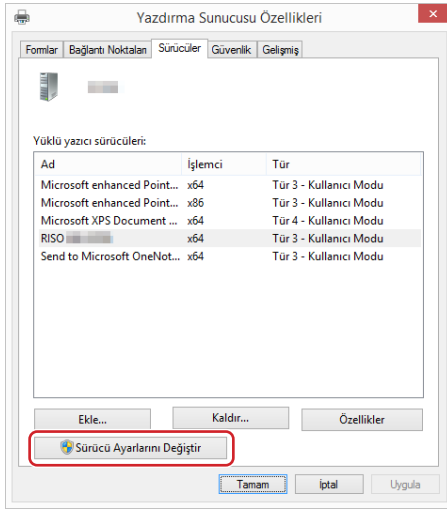 Yazdırma Sunucusu Özellikleri
Formlar Bağlantı Noktaları Sürücüler Güvenlik Gelişmiş
Yüklü yazıcı sürücüleri:
Ad İşlemci Tür
Microsoft enhanced Point... x64 Tür 3 - Kullanıcı Modu
Microsoft enhanced Point... x86 Tür 3 - Kullanıcı Modu
Microsoft XPS Document ... x64 Tür 4 - Kullanıcı Modu
RISO x64 Tür 3 - Kullanıcı Modu
Send to Microsoft OneNot... x64 Tür 3 - Kullanıcı Modu
Ekle... Kaldır... Özellikler
Sürücü Ayarlarını Değiştir
Tamam İptal Uygula